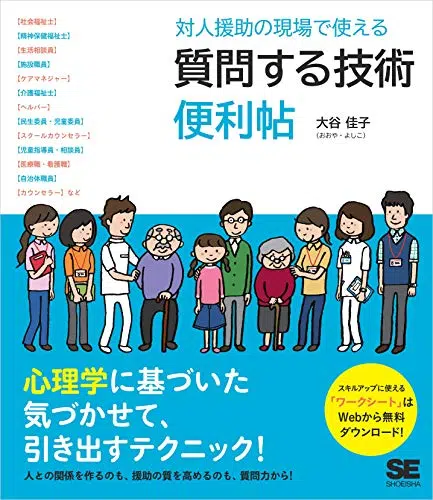 【社会福祉士】
【精神保健福祉士】
【生活相談員】
【施設職員】
【ケアマネジャー】
【介護福祉士】
【ヘルパー】
【民生委員・児童委員】
【スクールカウンセラー】
【児童指導員・相談員】
【医療職・看護職】
【自治体職員】
【カウンセラー】など
対人援助の現場で使える
質問する技術
便利帖
大谷 佳子
(おおや・よしこ)
心理学に基づいた
気づかせて、
引き出すテクニック!
人との関係を作るのも、援助の質を高めるのも、質問力から!
スキルアップに使える
「ワークシート」は
Webから無料
ダウンロード!
SE
SHOEISHA